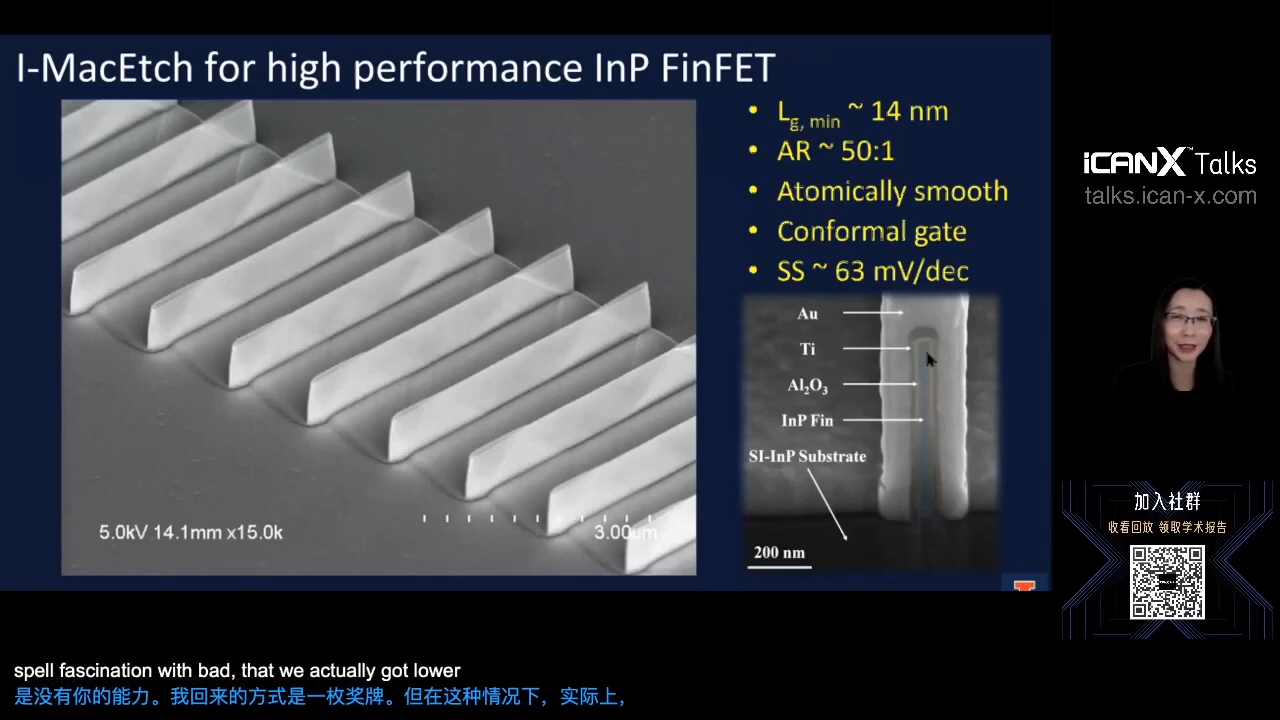 I-MacEtch for high performance InP FinFET
• Lg, min ~ 14 nm
• AR ~ 50:1
• Atomically smooth
• Conformal gate
• SS ~ 63 mV/dec
5.0kV 14.1mm x15.0k
3.00um
Au
Ti
Al2O3
InP Fin
SI-InP Substrate
200 nm
iCANX™ Talks
talks.ican-x.com
加入社群
收看回放 领取学术报告
spell fascination with bad, that we actually got lower
是没有你的能力。我回来的方式是一枚奖牌。但在这种情况下，实际上，